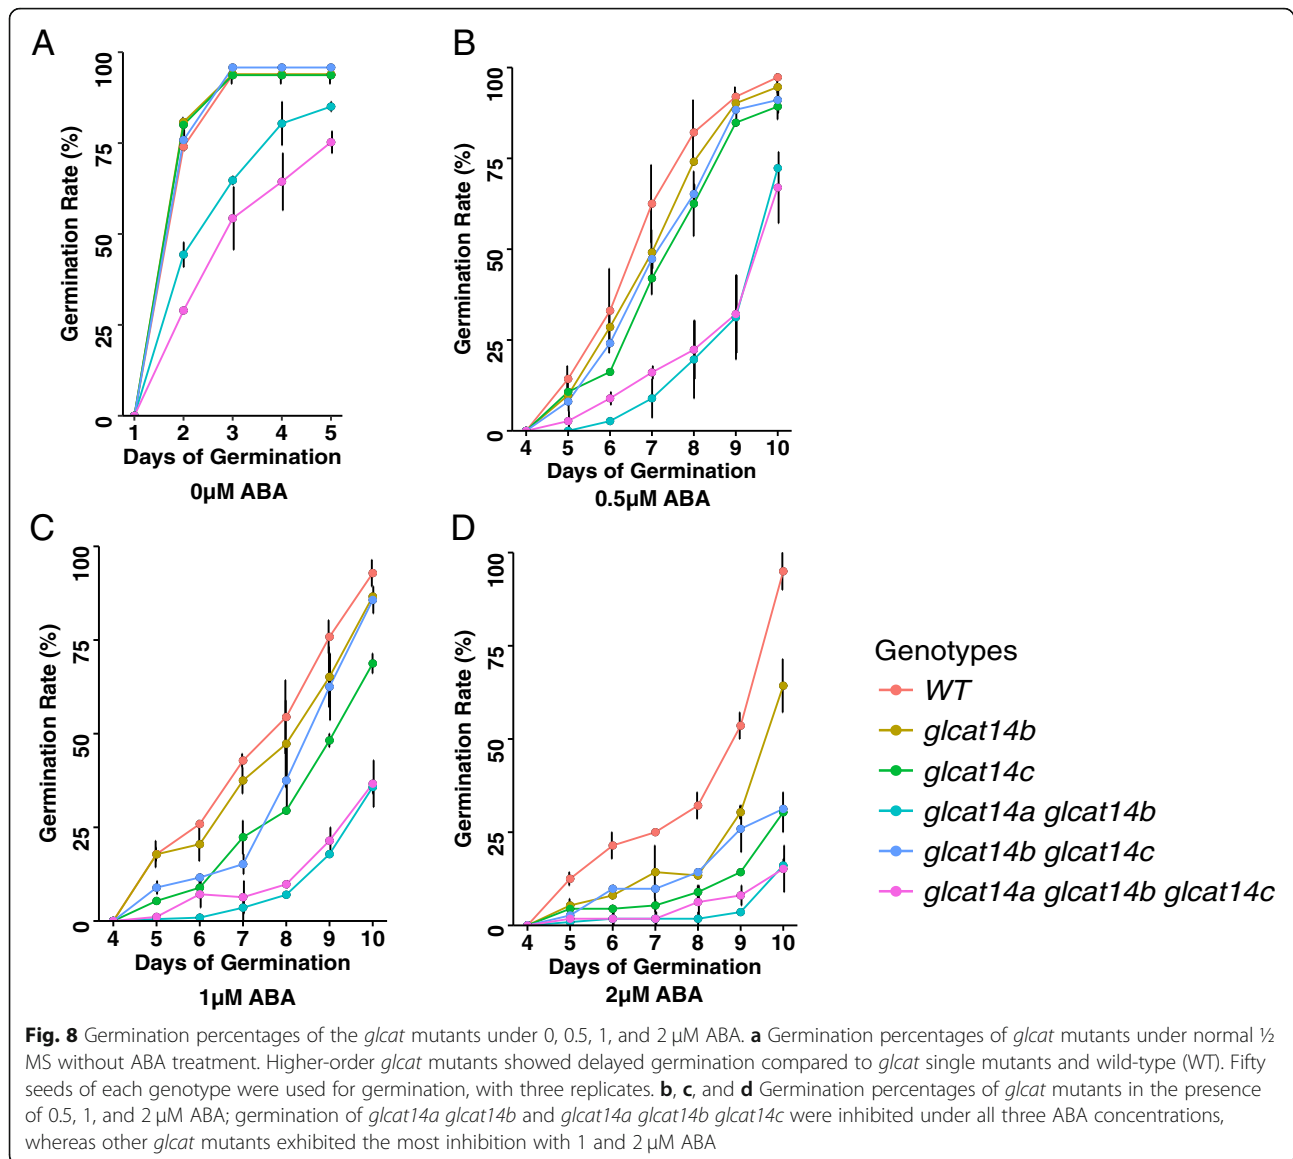 A
Germination Rate (%)
100
75
50
25
0
1 2 3 4 5
Days of Germination
0µM ABA
B
Germination Rate (%)
100
75
50
25
0
4 5 6 7 8 9 10
Days of Germination
0.5µM ABA
C
Germination Rate (%)
100
75
50
25
0
4 5 6 7 8 9 10
Days of Germination
1µM ABA
D
Germination Rate (%)
100
75
50
25
0
4 5 6 7 8 9 10
Days of Germination
2µM ABA
Genotypes
WT
glcat14b
glcat14c
glcat14a glcat14b
glcat14b glcat14c
glcat14a glcat14b glcat14c
Fig. 8 Germination percentages of the glcat mutants under 0, 0.5, 1, and 2 µM ABA. a Germination percentages of glcat mutants under normal ½
MS without ABA treatment. Higher-order glcat mutants showed delayed germination compared to glcat single mutants and wild-type (WT). Fifty
seeds of each genotype were used for germination, with three replicates. b, c, and d Germination percentages of glcat mutants in the presence
of 0.5, 1, and 2 µM ABA; germination of glcat14a glcat14b and glcat14a glcat14b glcat14c were inhibited under all three ABA concentrations,
whereas other glcat mutants exhibited the most inhibition with 1 and 2 µM ABA